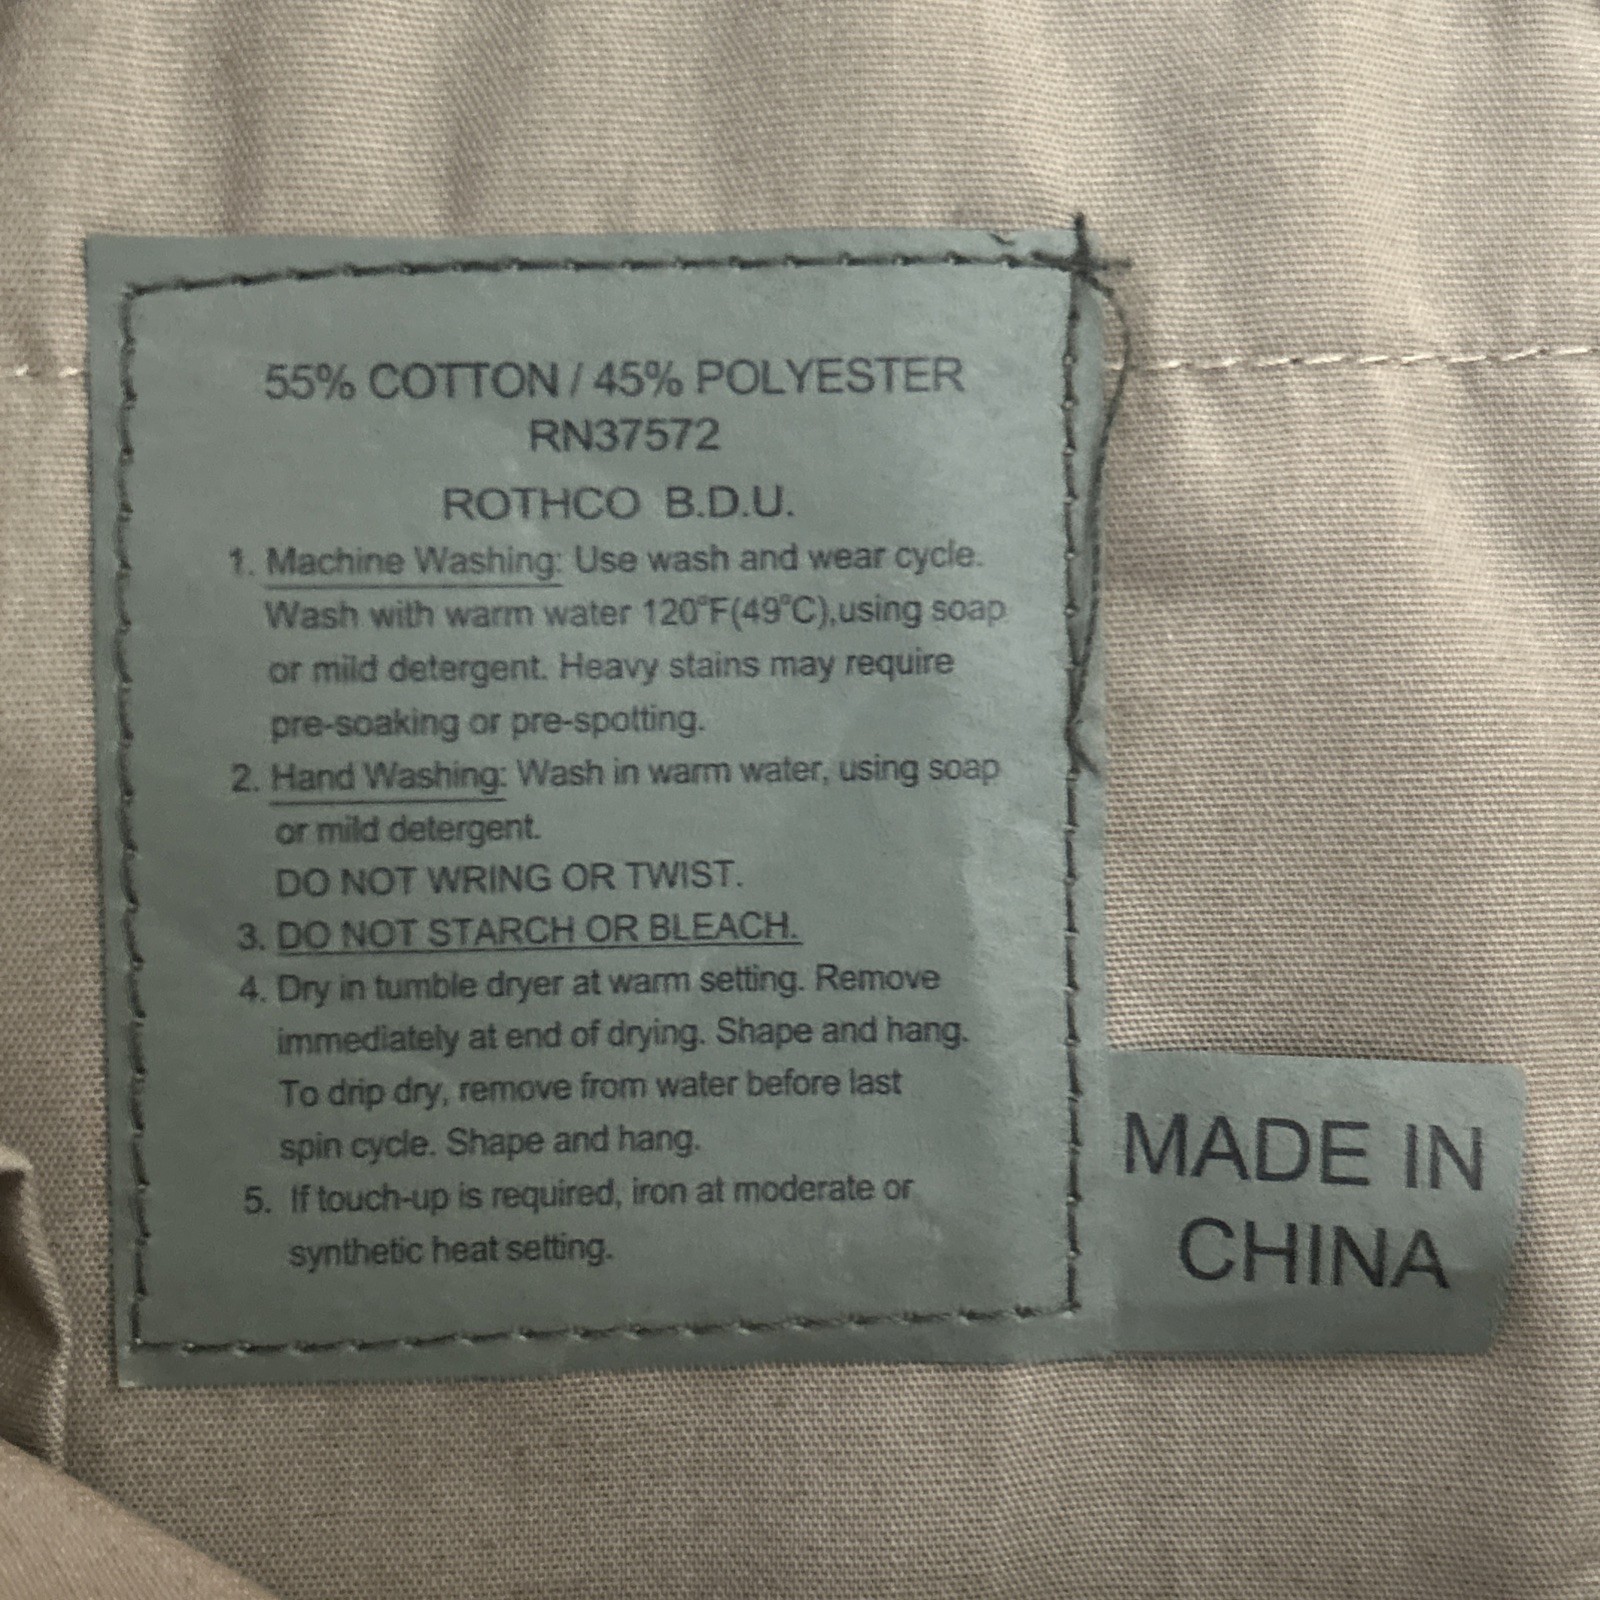 55% COTTON / 45% POLYESTER
RN37572
ROTHCO B.D.U.
1. Machine Washing: Use wash and wear cycle.
Wash with warm water 120°F(49°C),using soap
or mild detergent. Heavy stains may require
pre-soaking or pre-spotting.
2. Hand Washing: Wash in warm water, using soap
or mild detergent.
DO NOT WRING OR TWIST.
3. DO NOT STARCH OR BLEACH.
4. Dry in tumble dryer at warm setting. Remove
immediately at end of drying. Shape and hang.
To drip dry, remove from water before last
spin cycle. Shape and hang.
5. If touch-up is required, iron at moderate or
synthetic heat setting.
MADE IN
CHINA